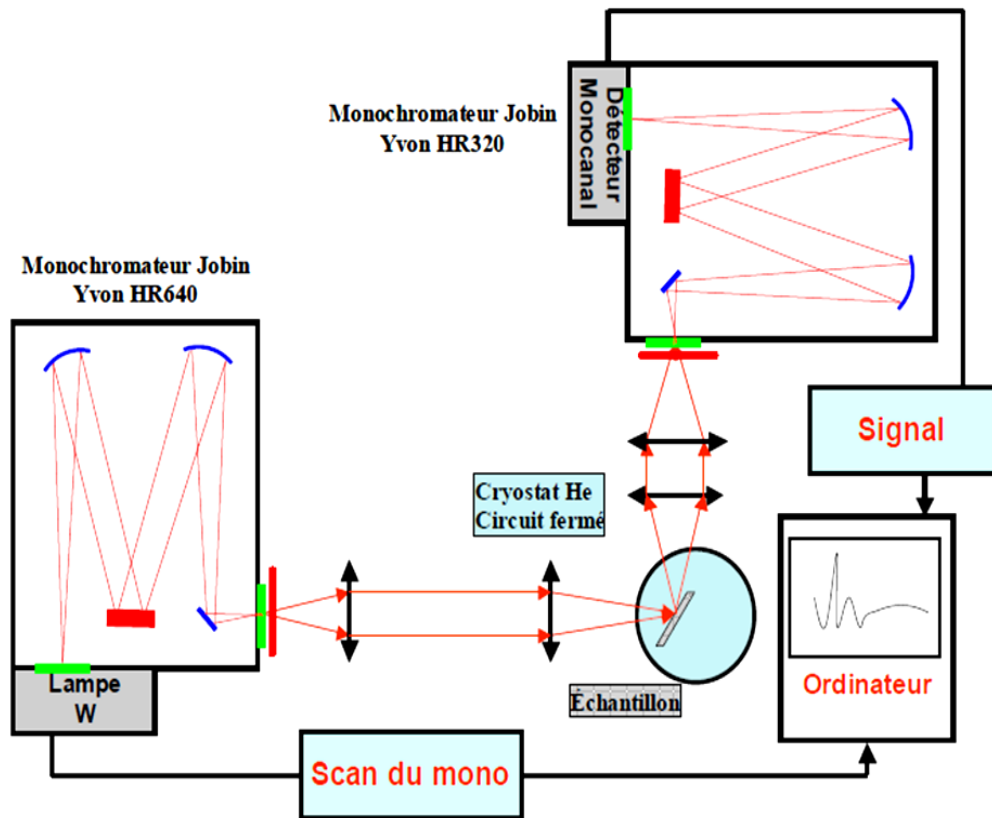 Monochromateur Jobin
Yvon HR320
Détecteur
Monocanal
Monochromateur Jobin
Yvon HR640
Signal
Cryostat He
Circuit fermé
Ordinateur
Lampe
W
Échantillon
Scan du mono